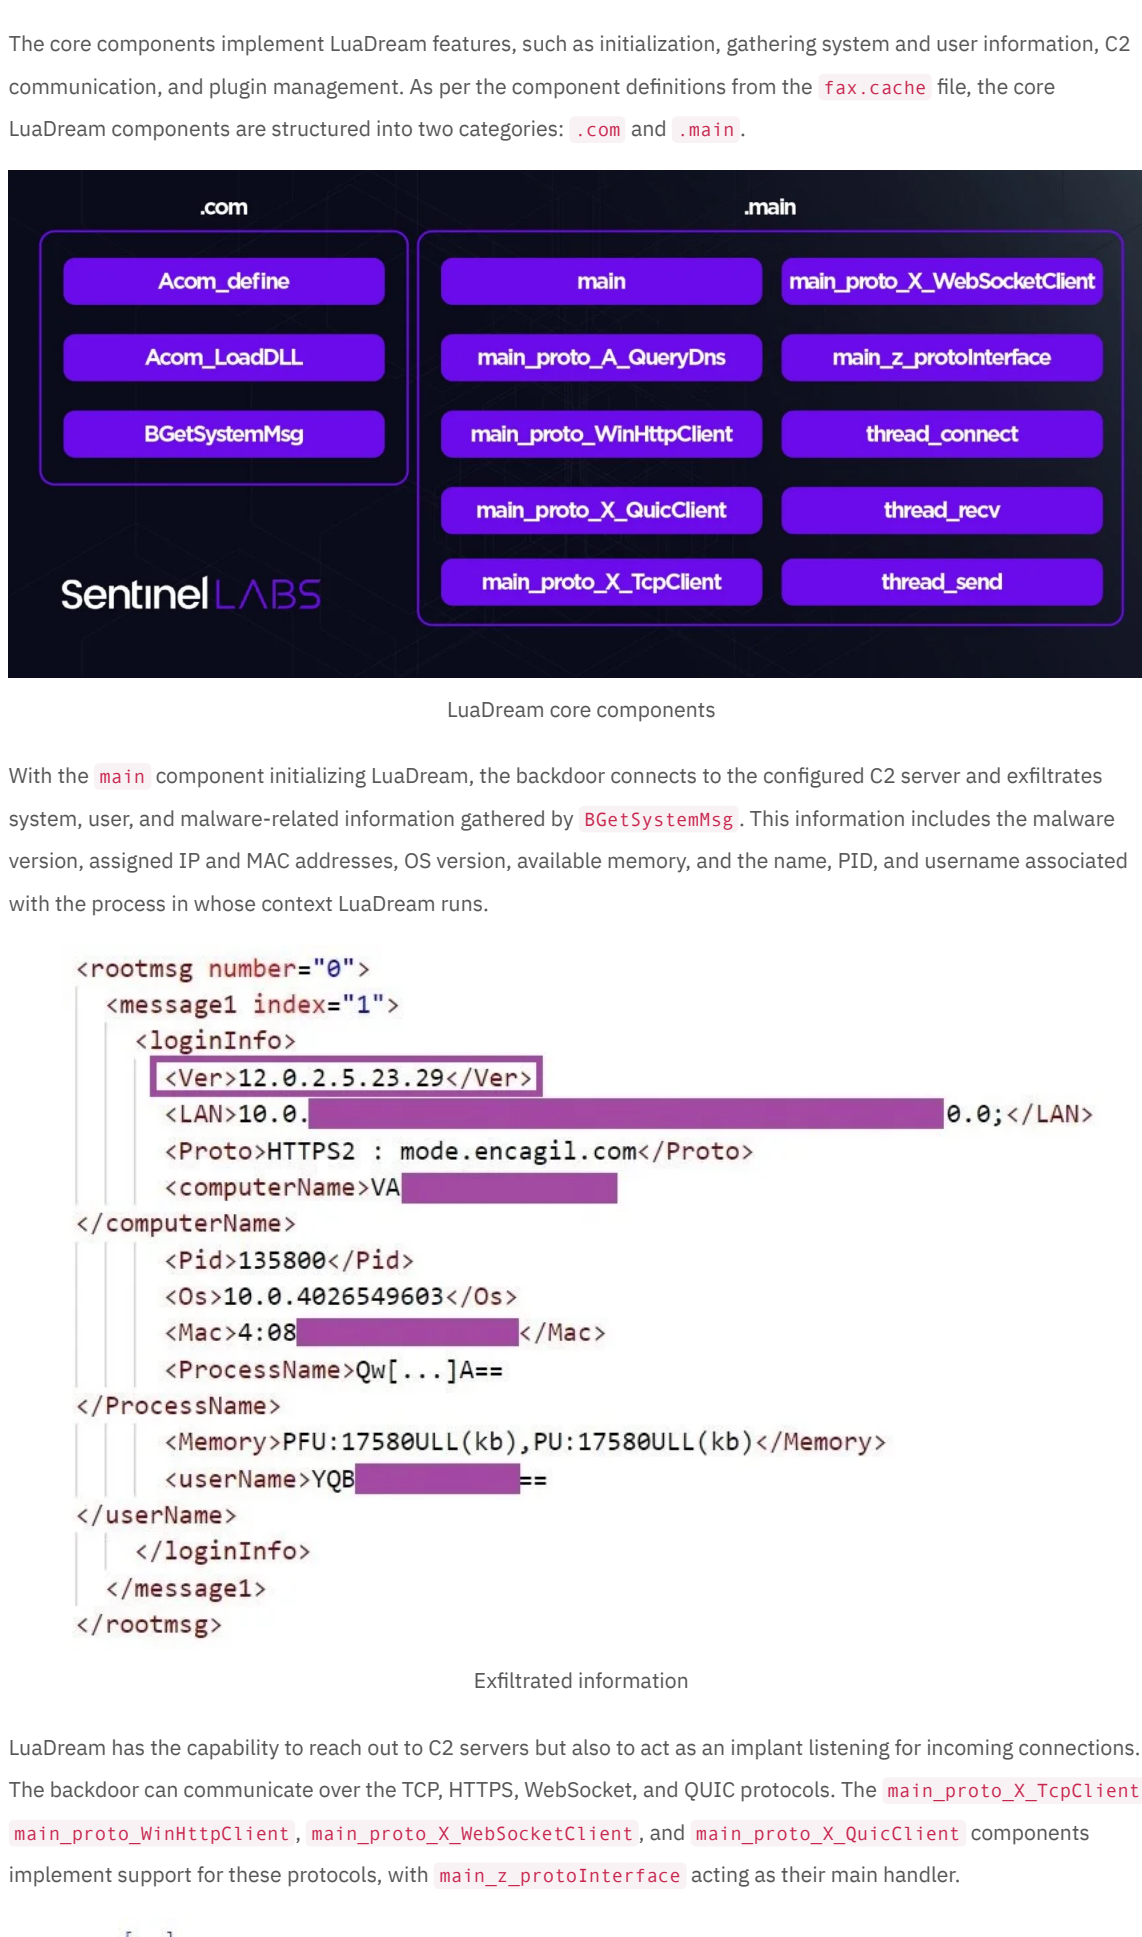 The core components implement LuaDream features, such as initialization, gathering system and user information, C2
communication, and plugin management. As per the component definitions from the fax.cache file, the core
LuaDream components are structured into two categories: .com and .main.
.com
.main
Acom_define
main
main_proto_X_WebSocketClient
Acom_LoadDLL
main_proto_A_QueryDns
main_z_protoInterface
BGetSystemMsg
main_proto_WinHttpClient
thread_connect
main_proto_X_QuicClient
thread_recv
main_proto_X_TcpClient
thread_send
SentinelLABS
LuaDream core components
With the main component initializing LuaDream, the backdoor connects to the configured C2 server and exfiltrates
system, user, and malware-related information gathered by BGetSystemMsg. This information includes the malware
version, assigned IP and MAC addresses, OS version, available memory, and the name, PID, and username associated
with the process in whose context LuaDream runs.
<rootmsg number="0">
<message1 index="1">
<loginInfo>
<Ver>12.0.2.5.23.29</Ver>
<LAN>10.0. 0.0;</LAN>
<Proto>HTTPS2 : mode.encagil.com</Proto>
<computerName>VA
</computerName>
<Pid>135800</Pid>
<Os>10.0.4026549603</Os>
<Mac>4:08 </Mac>
<ProcessName>Qw[...]A==
</ProcessName>
<Memory>PFU:17580ULL(kb),PU:17580ULL(kb)</Memory>
<userName>YQB ==
</userName>
</loginInfo>
</message1>
</rootmsg>
Exfiltrated information
LuaDream has the capability to reach out to C2 servers but also to act as an implant listening for incoming connections.
The backdoor can communicate over the TCP, HTTPS, WebSocket, and QUIC protocols. The main_proto_X_TcpClient
main_proto_WinHttpClient, main_proto_X_WebSocketClient, and main_proto_X_QuicClient components
implement support for these protocols, with main_z_protoInterface acting as their main handler.